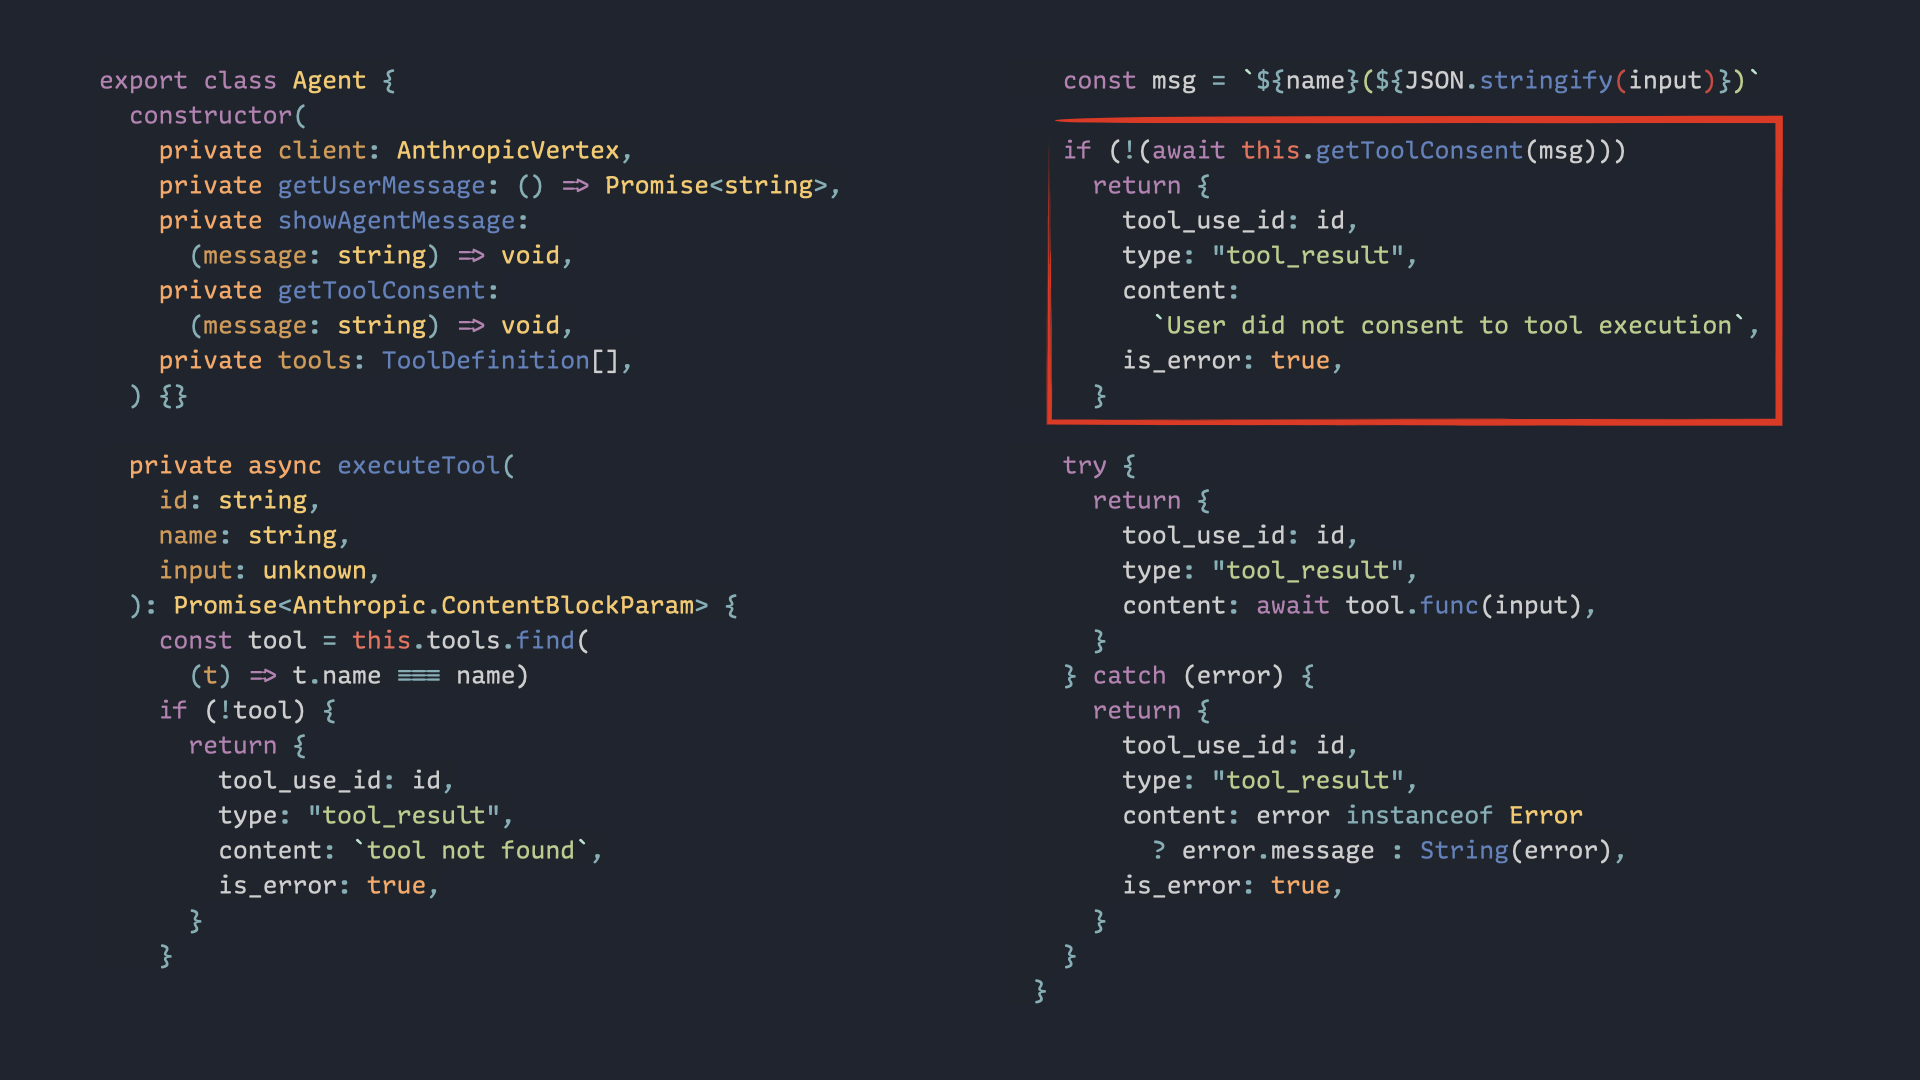 export class Agent {
  constructor(
    private client: AnthropicVertex,
    private getUserMessage: () => Promise<string>,
    private showAgentMessage:
      (message: string) => void,
    private getToolConsent:
      (message: string) => void,
    private tools: ToolDefinition[],
  ) {}

  private async executeTool(
    id: string,
    name: string,
    input: unknown,
  ): Promise<Anthropic.ContentBlockParam> {
    const tool = this.tools.find(
      (t) => t.name === name)
    if (!tool) {
      return {
        tool_use_id: id,
        type: "tool_result",
        content: `tool not found`,
        is_error: true,
      }
    }

  const msg = `${name}(${JSON.stringify(input)})`

  if (!(await this.getToolConsent(msg)))
    return {
      tool_use_id: id,
      type: "tool_result",
      content:
        `User did not consent to tool execution`,
      is_error: true,
    }

  try {
    return {
      tool_use_id: id,
      type: "tool_result",
      content: await tool.func(input),
    }
  } catch (error) {
    return {
      tool_use_id: id,
      type: "tool_result",
      content: error instanceof Error
        ? error.message : String(error),
      is_error: true,
    }
  }
}